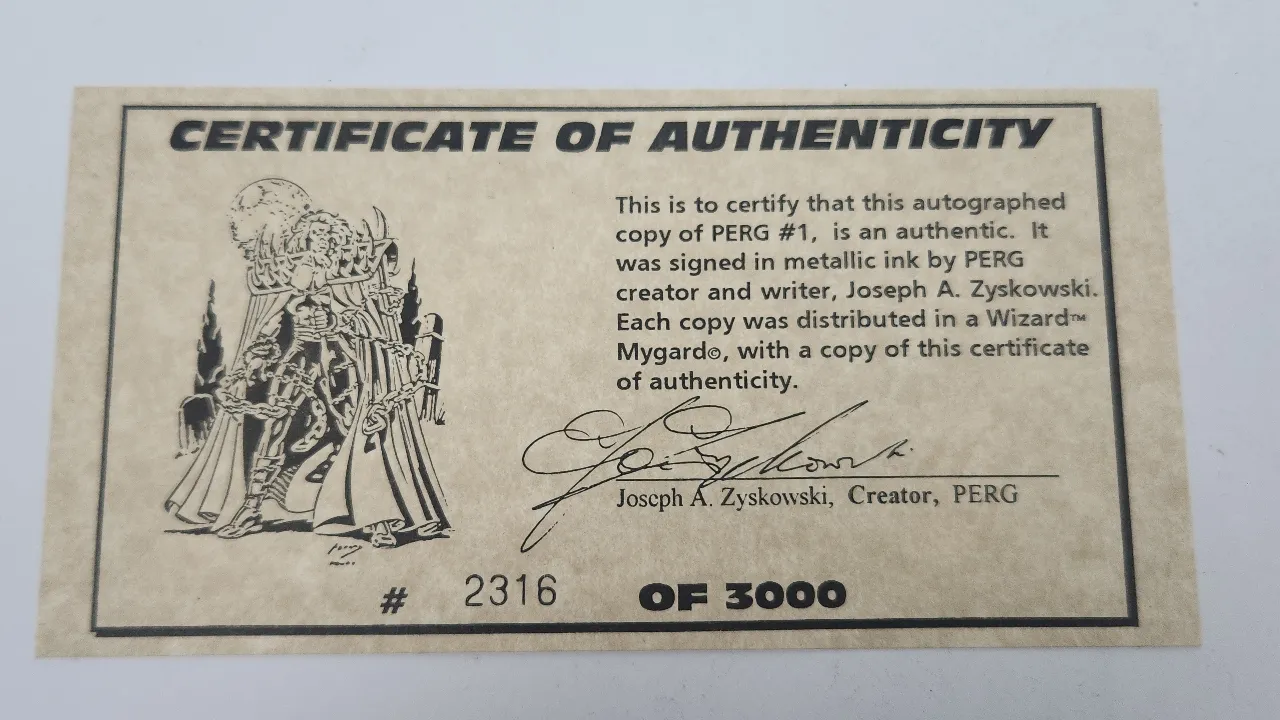 CERTIFICATE OF AUTHENTICITY
This is to certify that this autographed
copy of PERG #1, is an authentic. It
was signed in metallic ink by PERG
creator and writer, Joseph A. Zyskowski.
Each copy was distributed in a Wizard™
Mygard©, with a copy of this certificate
of authenticity.
Joe Zyskowski
Joseph A. Zyskowski, Creator, PERG
# 2316 OF 3000